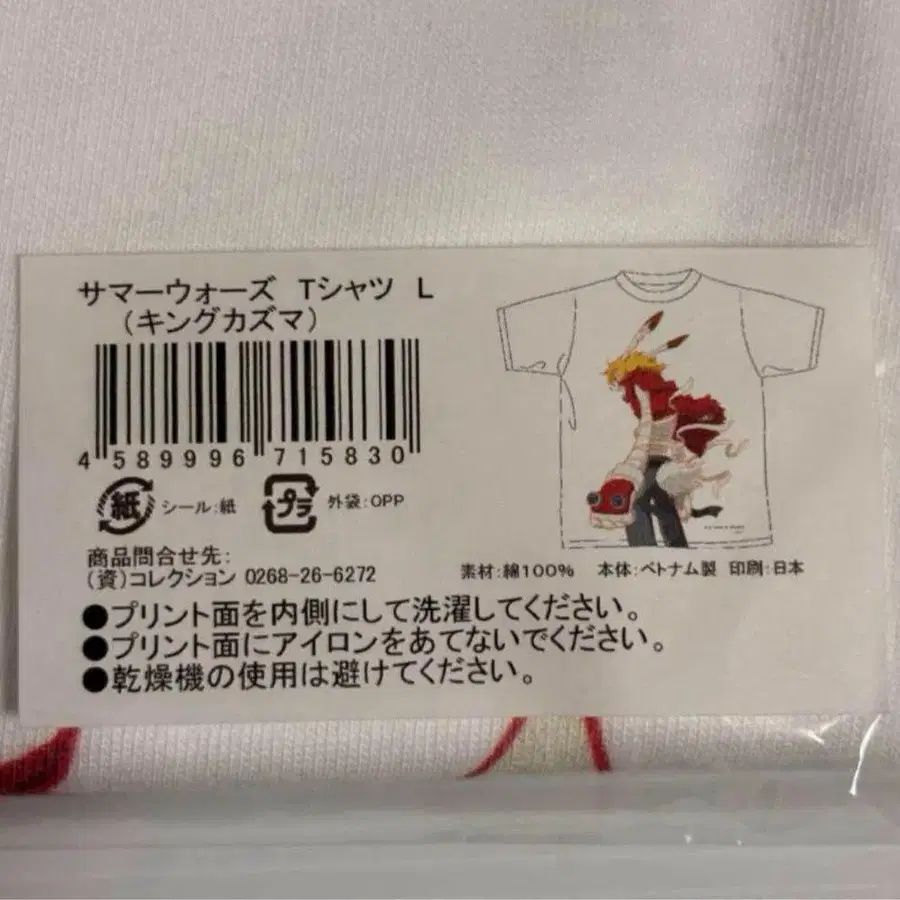 サマーウォーズ Tシャツ L
(キングカズマ)
4 589996 715830
紙 シール:紙 プラ 外袋:OPP
商品問合せ先:
(資)コレクション 0268-26-6272
素材:綿100% 本体:ベトナム製 印刷:日本
●プリント面を内側にして洗濯してください。
●プリント面にアイロンをあてないでください。
●乾燥機の使用は避けてください。